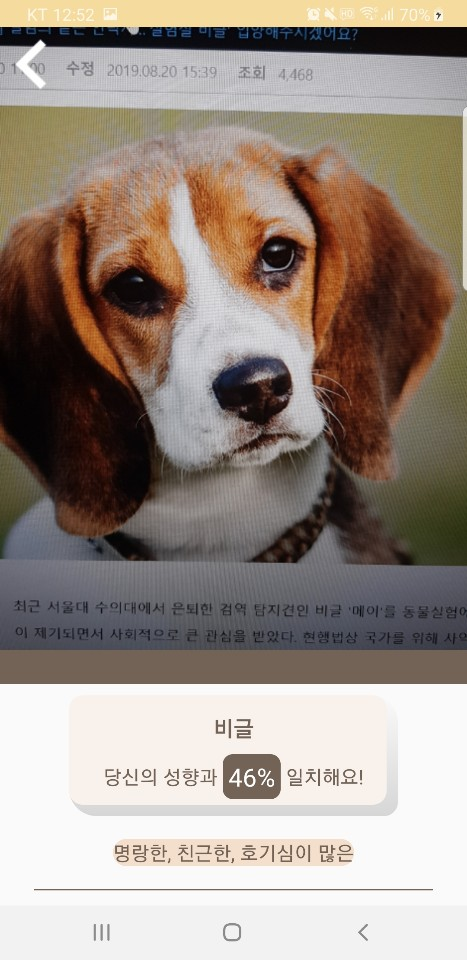 KT 12:52 70%
입양해주시겠어요?
수정 2019.08.20 15:39 조회 4,468
최근 서울대 수의대에서 은퇴한 검역 탐지견인 비글 '메이'를 동물실험에
이 제기되면서 사회적으로 큰 관심을 받았다. 현행법상 국가를 위해 사역
비글
당신의 성향과 46% 일치해요!
명랑한, 친근한, 호기심이 많은